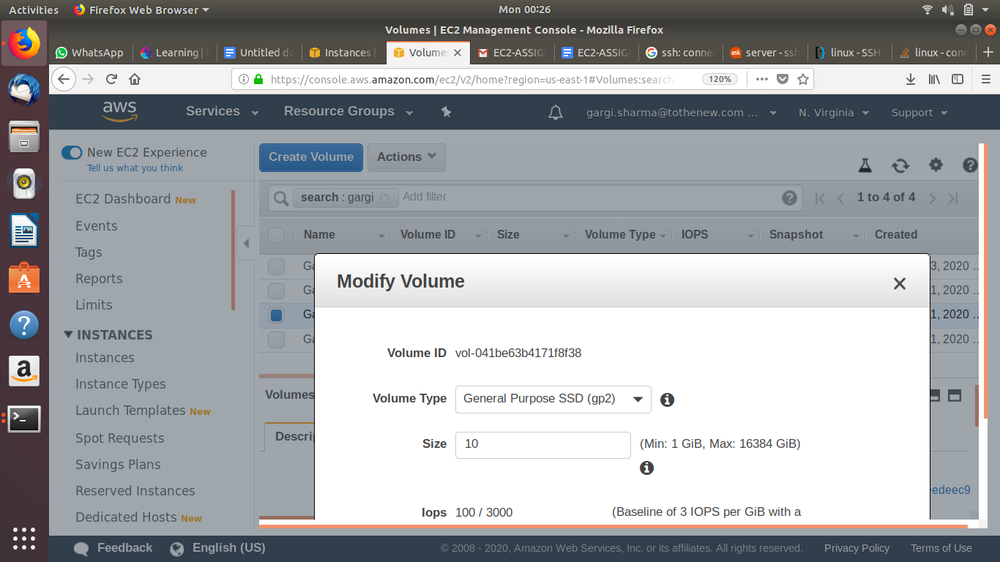 Activities Firefox Web Browser Mon 00:26
Volumes | EC2 Management Console - Mozilla Firefox
WhatsApp Learning | Untitled do Instances | Volumes EC2-ASSIG EC2-ASSIG ssh: conne server - ssh linux - SSH linux - conn
https://console.aws.amazon.com/ec2/v2/home?region=us-east-1#Volumes:search 120%
aws Services Resource Groups gargi.sharma@tothenew.com ... N. Virginia Support
New EC2 Experience
Tell us what you think
Create Volume Actions
search : gargi Add filter 1 to 4 of 4
Name Volume ID Size Volume Type IOPS Snapshot Created
EC2 Dashboard New
Events
Tags
Reports
Limits
INSTANCES
Instances
Instance Types
Launch Templates New
Spot Requests
Savings Plans
Reserved Instances
Dedicated Hosts New
Ga 3, 2020 ...
Ga 1, 2020 ...
Ga 1, 2020 ...
Ga 1, 2020 ...
Volumes
Descrip
eedeec9
Modify Volume
Volume ID vol-041be63b4171f8f38
Volume Type General Purpose SSD (gp2)
Size 10 (Min: 1 GiB, Max: 16384 GiB)
Iops 100 / 3000 (Baseline of 3 IOPS per GiB with a
Feedback English (US) © 2008 - 2020, Amazon Web Services, Inc. or its affiliates. All rights reserved. Privacy Policy Terms of Use